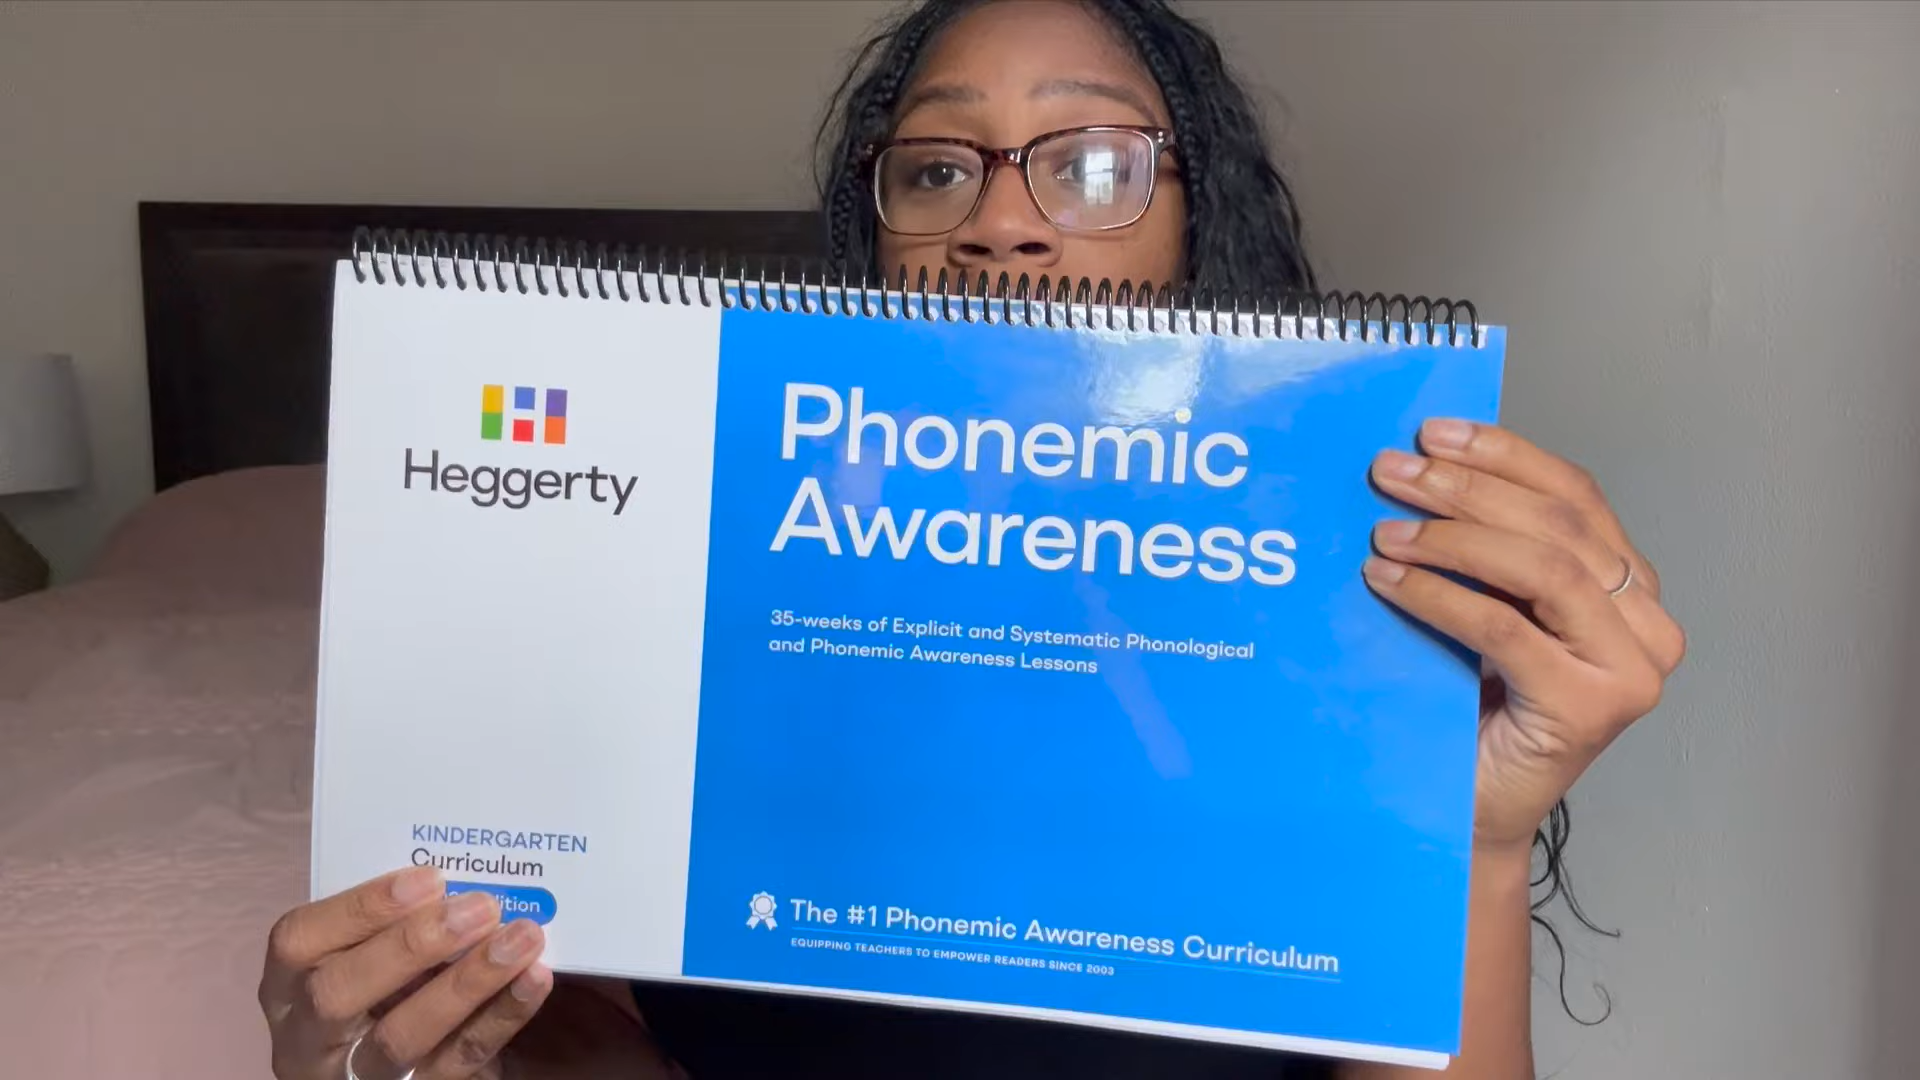 Heggerty
KINDERGARTEN
Curriculum
Phonemic
Awareness
35-weeks of Explicit and Systematic Phonological
and Phonemic Awareness Lessons
The #1 Phonemic Awareness Curriculum
EQUIPPING TEACHERS TO EMPOWER READERS SINCE 2003